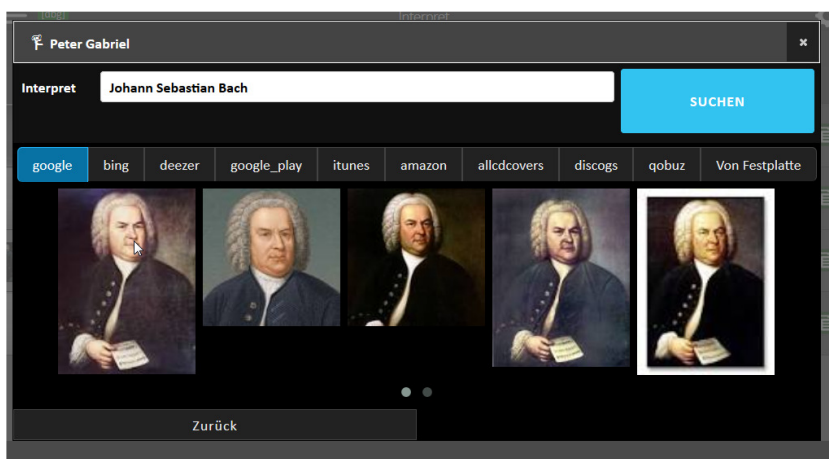 Interpret
Peter Gabriel
×
Interpret Johann Sebastian Bach SUCHEN
google bing deezer google_play itunes amazon allcdcovers discogs qobuz Von Festplatte
Zurück